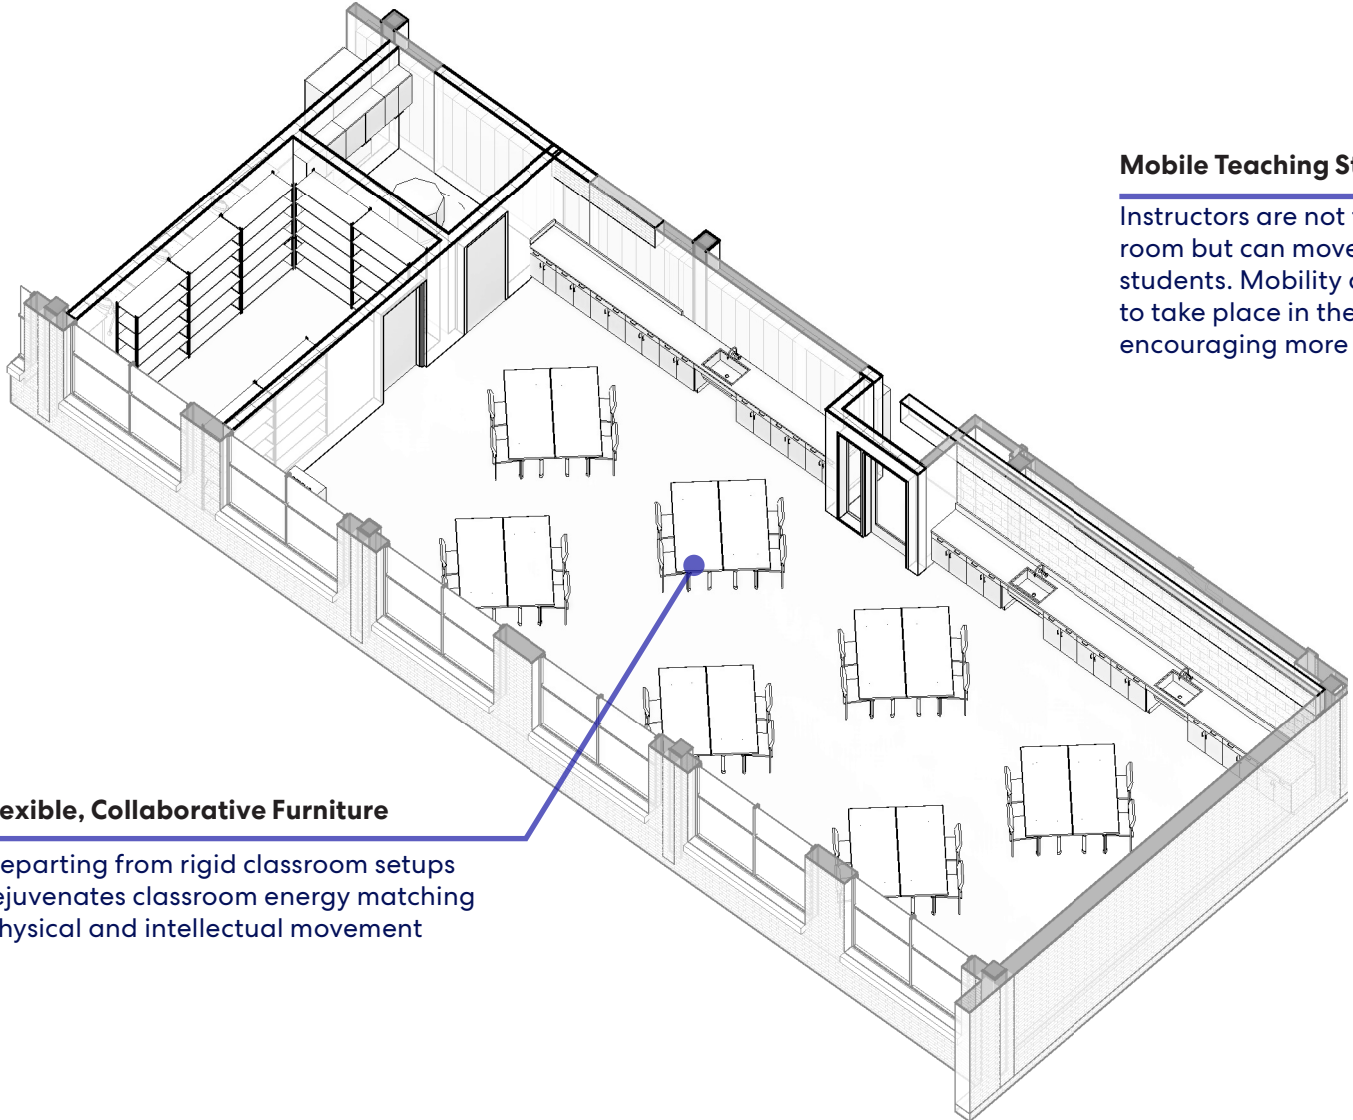 Mobile Teaching St
Instructors are not
room but can move
students. Mobility
to take place in the
encouraging more
exible, Collaborative Furniture
eparting from rigid classroom setups
ejuvenates classroom energy matching
hysical and intellectual movement